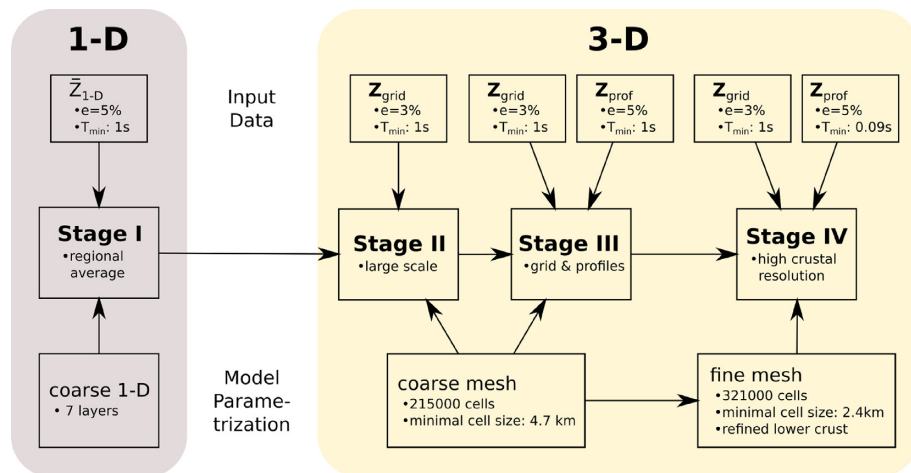 1-D
3-D
Z̄1-D
•e=5%
•Tmin: 1s
Input
Data
Zgrid
•e=3%
•Tmin: 1s
Zgrid
•e=3%
•Tmin: 1s
Zprof
•e=5%
•Tmin: 1s
Zgrid
•e=3%
•Tmin: 1s
Zprof
•e=5%
•Tmin: 0.09s
Stage I
•regional
average
Stage II
•large scale
Stage III
•grid & profiles
Stage IV
•high crustal
resolution
coarse 1-D
• 7 layers
Model
Parame-
trization
coarse mesh
•215000 cells
•minimal cell size: 4.7 km
fine mesh
•321000 cells
•minimal cell size: 2.4km
•refined lower crust